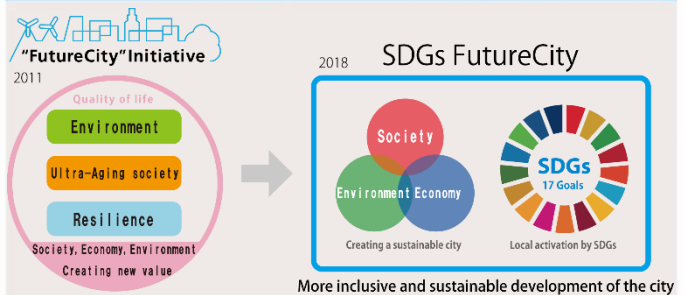 "FutureCity"Initiative
2011
Quality of life
Environment
Ultra-Aging society
Resilience
Society, Economy, Environment
Creating new value
2018
SDGs FutureCity
Society
Environment
Economy
Creating a sustainable city
SDGs
17 Goals
Local activation by SDGs
More inclusive and sustainable development of the city